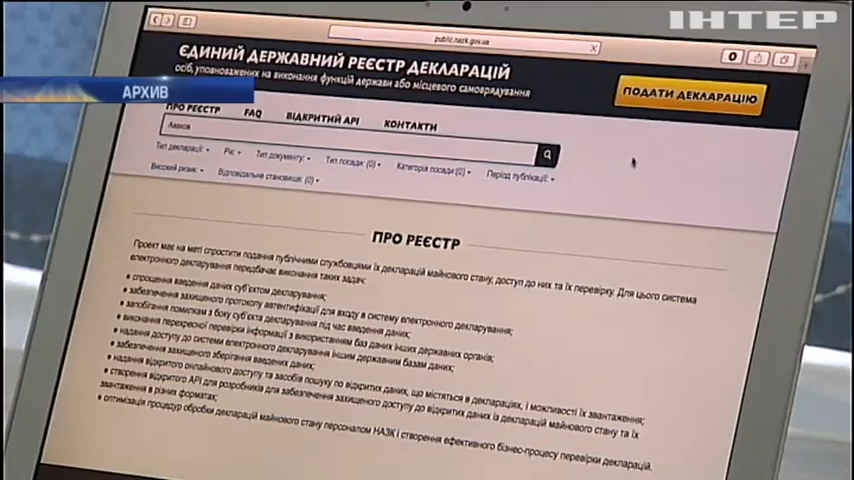 ІНТЕР
public.nazk.gov.ua
ЄДИНИЙ ДЕРЖАВНИЙ РЕЄСТР ДЕКЛАРАЦІЙ
осіб, уповноважених на виконання функцій держави або місцевого самоврядування
ПОДАТИ ДЕКЛАРАЦІЮ
АРХИВ
ПРО РЕЄСТР FAQ ВІДКРИТИЙ АРІ КОНТАКТИ
Аваков
Тип декларації: Рік: Тип документу: Тип посади: (0) Категорія посади (0) Період публікації:
Високий ризик: Відповідальне становище: (0)
ПРО РЕЄСТР
Проект має на меті спростити подання публічними службовцями їх декларацій майнового стану, доступ до них та їх перевірку. Для цього система
електронного декларування передбачає виконання таких задач:
• спрощення введення даних суб'єктом декларування;
• забезпечення захищеного протоколу автентифікації для входу в систему електронного декларування;
• запобігання помилкам з боку суб'єкта декларування під час введення даних;
• виконання перехресної перевірки інформації з використанням баз даних інших державних органів;
• надання доступу до системи електронного декларування іншим державним базам даних;
• забезпечення захищеного зберігання введених даних;
• надання відкритого онлайнового доступу та засобів пошуку по відкритих даних, що містяться в деклараціях, і можливості їх звантаження;
• створення відкритого АРІ для розробників для забезпечення захищеного доступу до відкритих даних із декларацій майнового стану та їх
звантаження в різних форматах;
• оптимізація процедур обробки декларацій майнового стану персоналом НАЗК і створення ефективного бізнес-процесу перевірки декларацій.